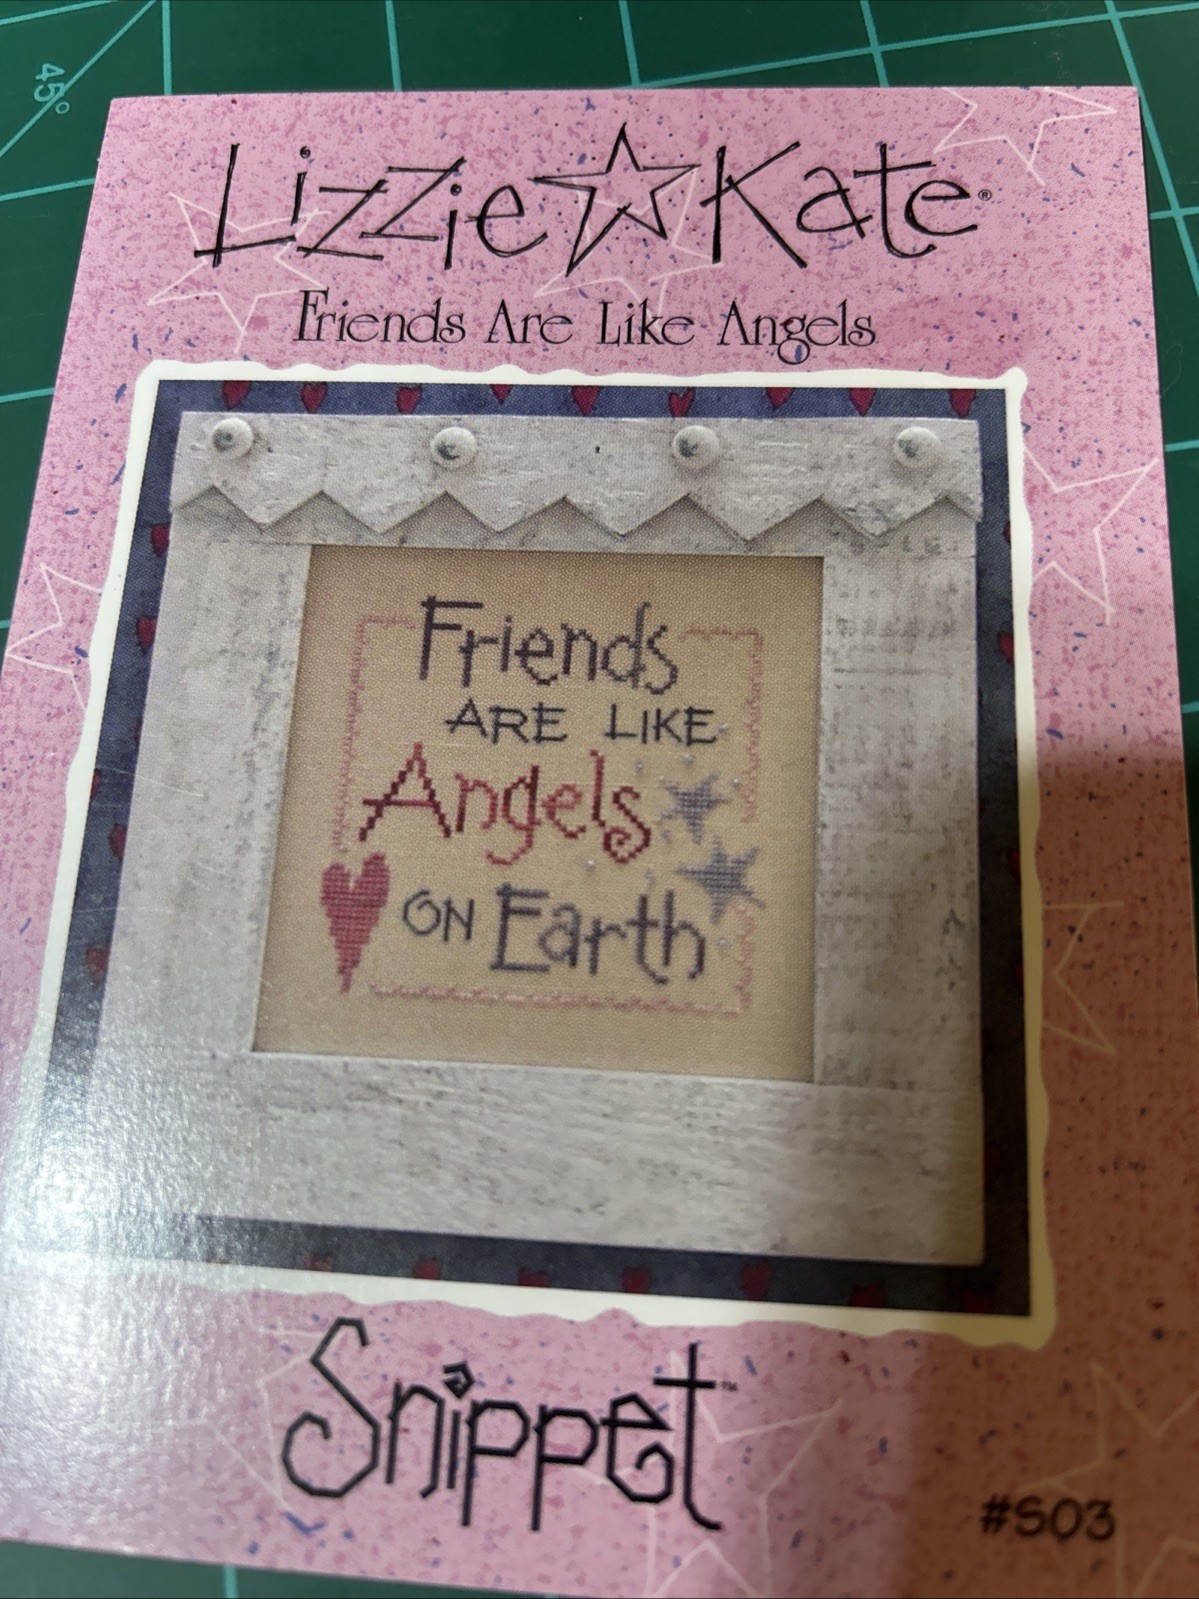 45°
Lizzie Kate®
Friends Are Like Angels
Friends
ARE LIKE
Angels
ON Earth
Snippet™
#S03